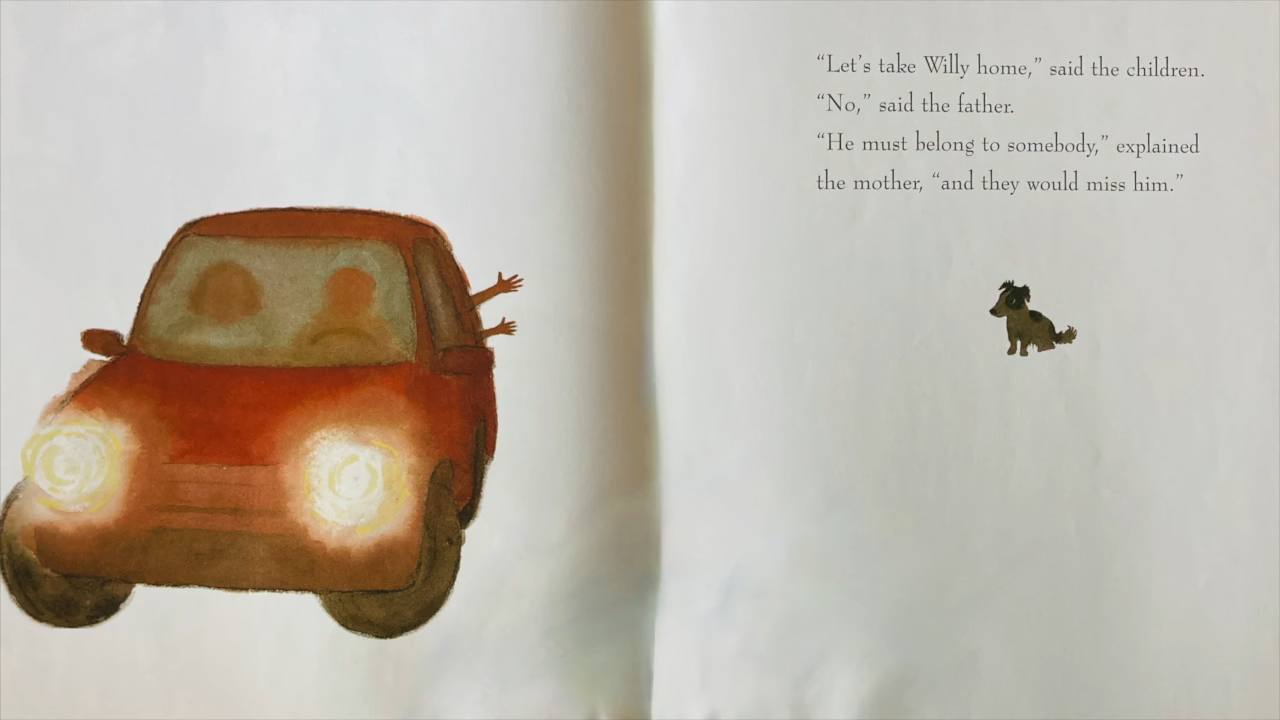 “Let’s take Willy home,” said the children.
“No,” said the father.
“He must belong to somebody,” explained
the mother, “and they would miss him.”